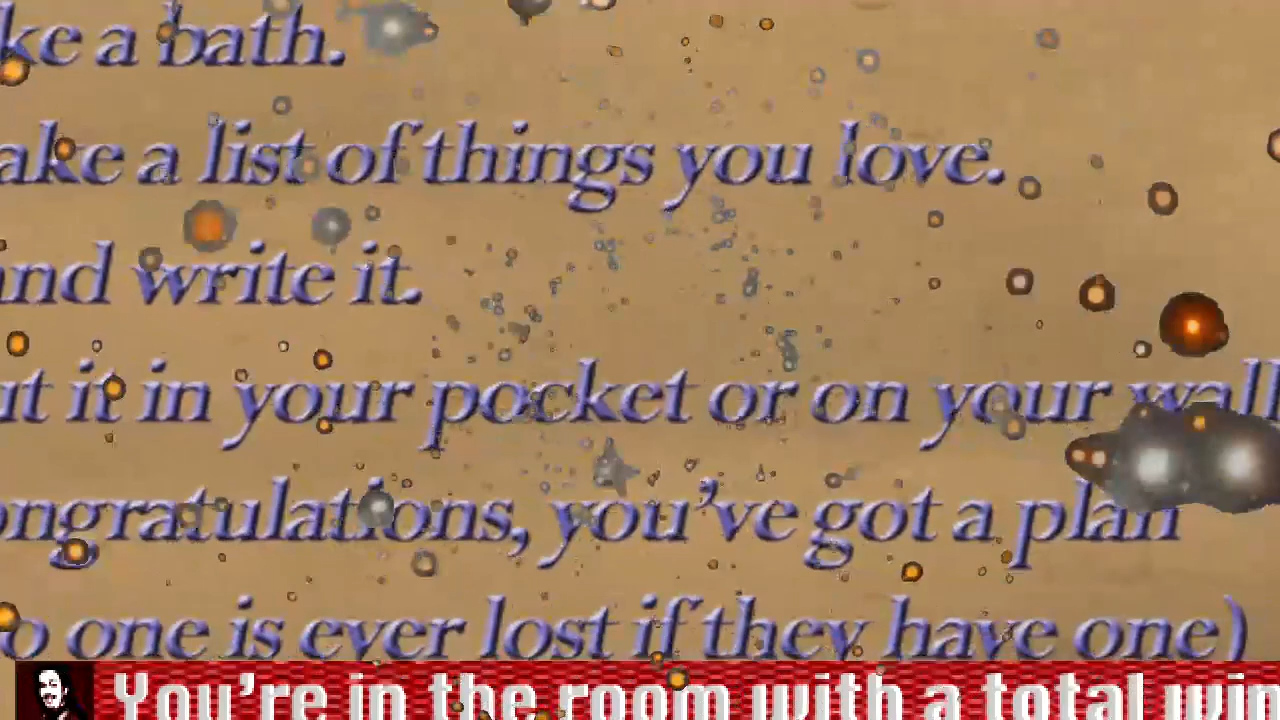 ke a bath.
ake a list of things you love.
nd write it.
ut it in your pocket or on your wall
ongratulations, you've got a plan
o one is ever lost if they have one)
You're in the room with a total win